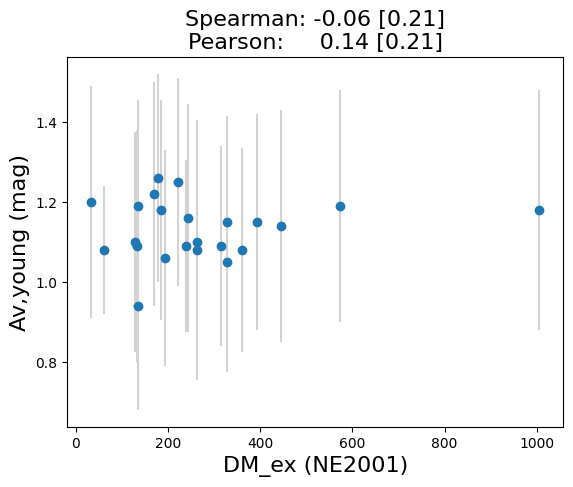 Spearman: -0.06 [0.21]
Pearson: 0.14 [0.21]
Av,young (mag)
1.4
1.2
1.0
0.8
0 200 400 600 800 1000
DM_ex (NE2001)